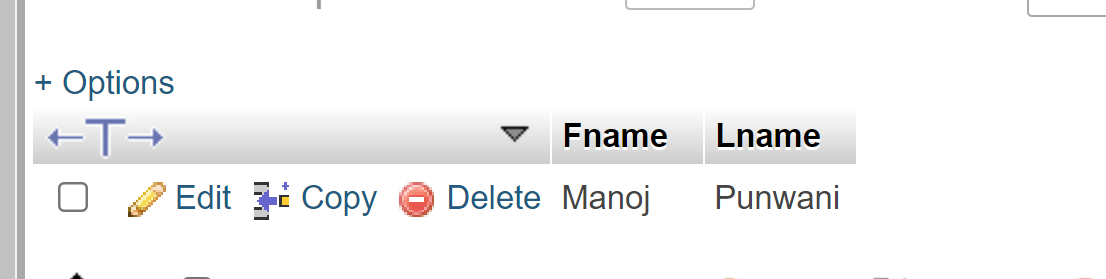 + Options
←T→ Fname Lname
Edit Copy Delete Manoj Punwani